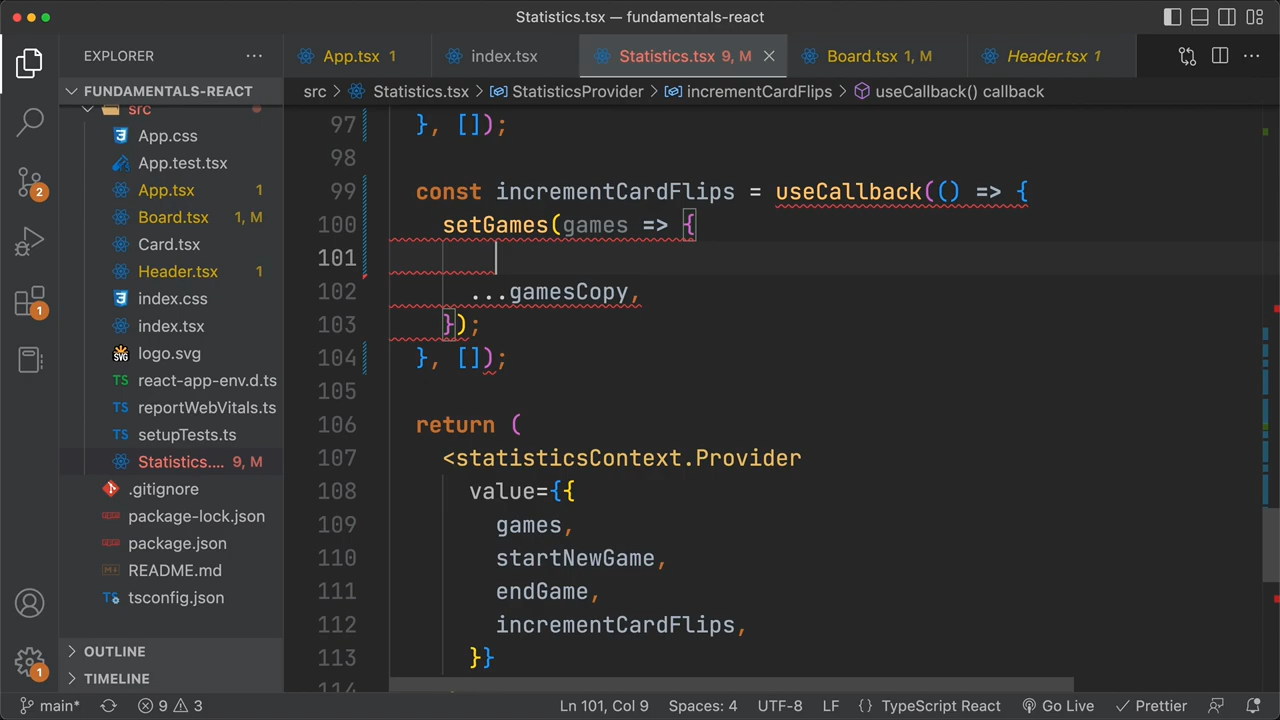 Statistics.tsx — fundamentals-react
EXPLORER
App.tsx 1
index.tsx
Statistics.tsx 9, M
Board.tsx 1, M
Header.tsx 1
FUNDAMENTALS-REACT
src > Statistics.tsx > StatisticsProvider > incrementCardFlips > useCallback() callback
src
App.css
App.test.tsx
App.tsx 1
Board.tsx 1, M
Card.tsx
Header.tsx 1
index.css
index.tsx
logo.svg
react-app-env.d.ts
reportWebVitals.ts
setupTests.ts
Statistics.... 9, M
.gitignore
package-lock.json
package.json
README.md
tsconfig.json
OUTLINE
TIMELINE
2
1
1
97 }, []);
98
99 const incrementCardFlips = useCallback(() => {
100 setGames(games => {
101
102 ...gamesCopy,
103 });
104 }, []);
105
106 return (
107 <statisticsContext.Provider
108 value={{
109 games,
110 startNewGame,
111 endGame,
112 incrementCardFlips,
113 }}
main* 9 3 Ln 101, Col 9 Spaces: 4 UTF-8 LF {} TypeScript React Go Live Prettier